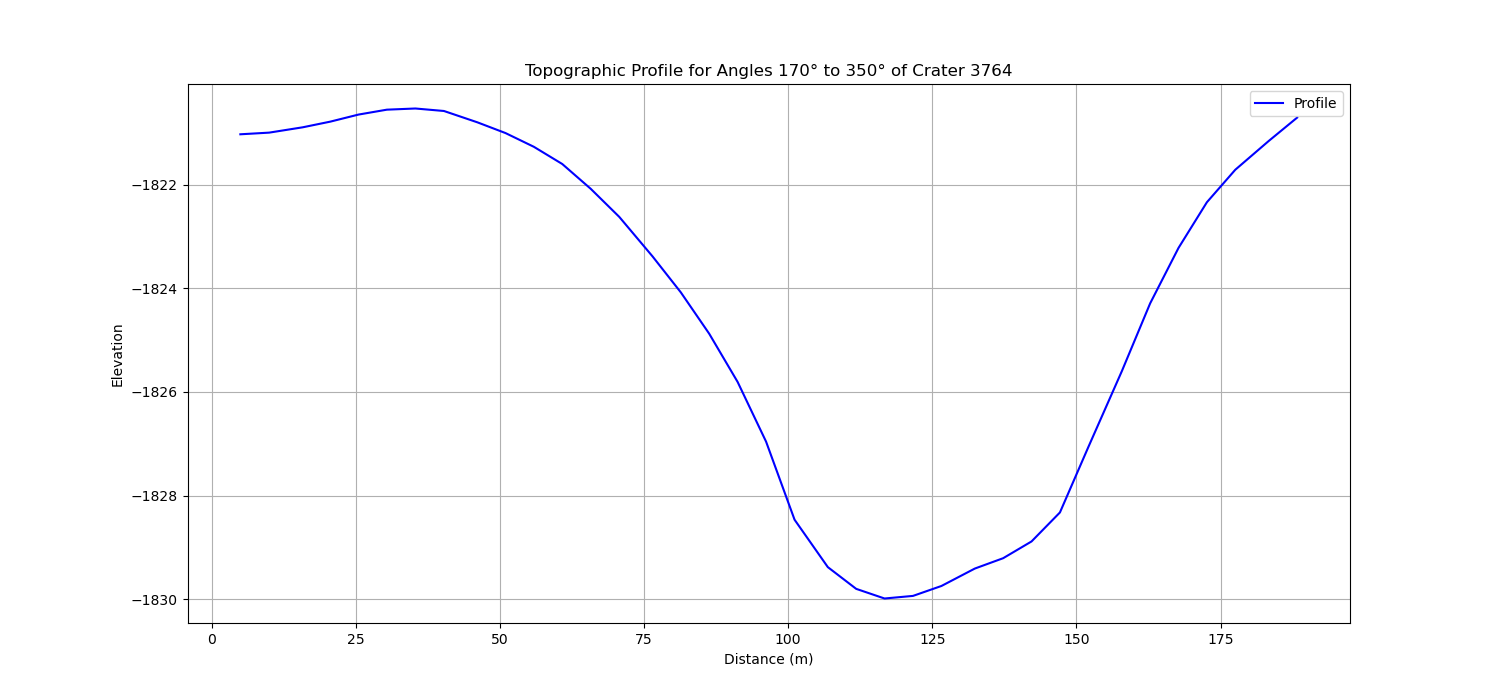 Topographic Profile for Angles 170° to 350° of Crater 3764
Profile
Elevation
−1822
−1824
−1826
−1828
−1830
0 25 50 75 100 125 150 175
Distance (m)